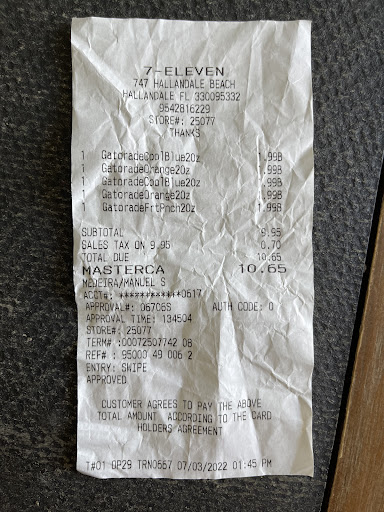 7-ELEVEN
747 HALLANDALE BEACH
HALLANDALE FL 330095332
9542816229
STORE#: 25077
THANKS
1 GatoradeCoolBlue20z 1.99B
1 GatoradeOrange20z 1.99B
1 GatoradeCoolBlue20z 1.99B
1 GatoradeOrange20z 1.99B
1 GatoradeFrtPnch20z 1.99B
SUBTOTAL 9.95
SALES TAX ON 9.95 0.70
TOTAL DUE 10.65
MASTERCA 10.65
MEDEIRA/MANUEL S
ACCT#: ************0617
APPROVAL#: 06706S AUTH CODE: 0
APPROVAL TIME: 134504
STORE#: 25077
TERM# :00072507742 08
REF# : 95000 49 006 2
ENTRY: SWIPE
APPROVED
CUSTOMER AGREES TO PAY THE ABOVE
TOTAL AMOUNT ACCORDING TO THE CARD
HOLDERS AGREEMENT
T#01 OP29 TRN0557 07/03/2022 01:45 PM